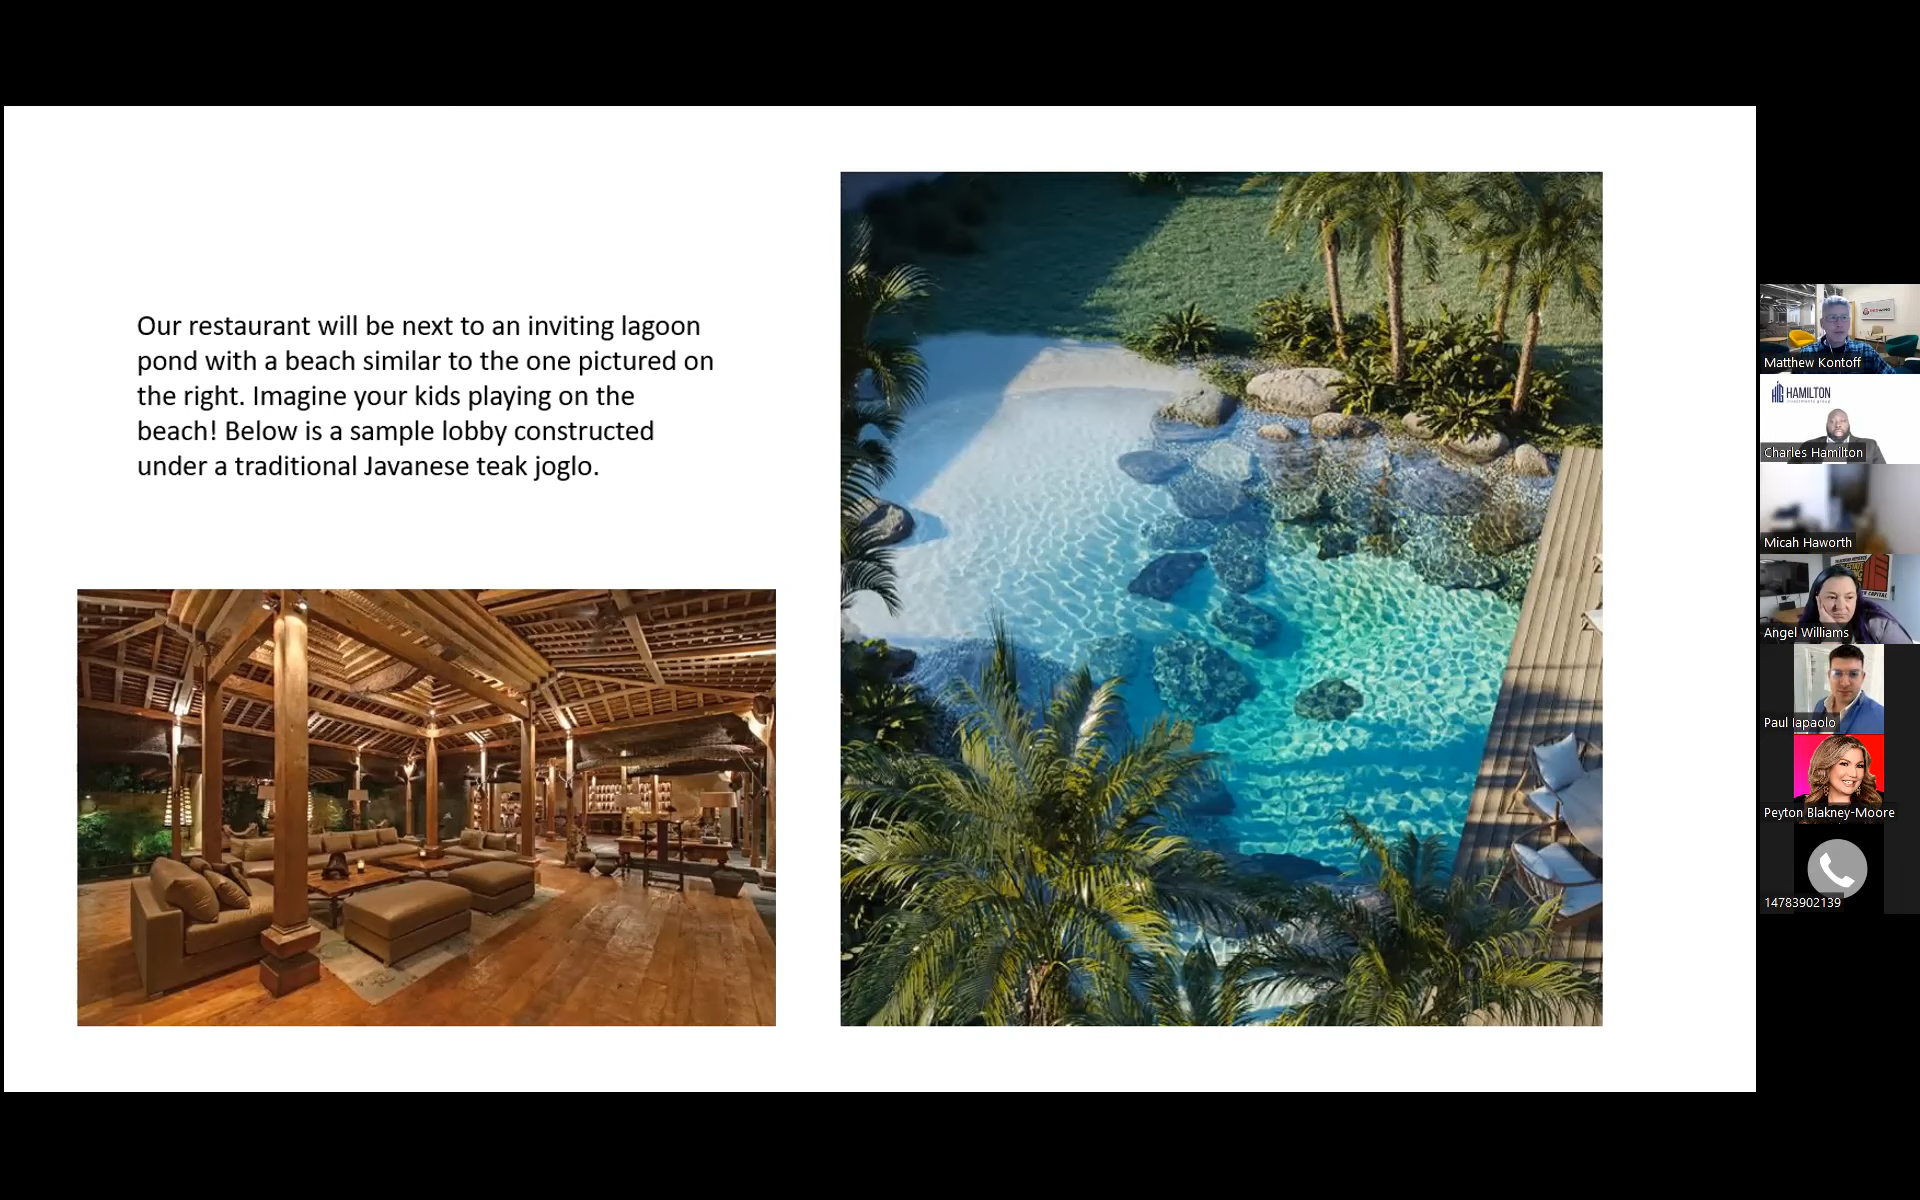 Our restaurant will be next to an inviting lagoon
pond with a beach similar to the one pictured on
the right. Imagine your kids playing on the
beach! Below is a sample lobby constructed
under a traditional Javanese teak joglo.
Matthew Kontoff
HAMILTON
Charles Hamilton
Micah Haworth
Angel Williams
Paul Iapaolo
Peyton Blakney-Moore
14783902139